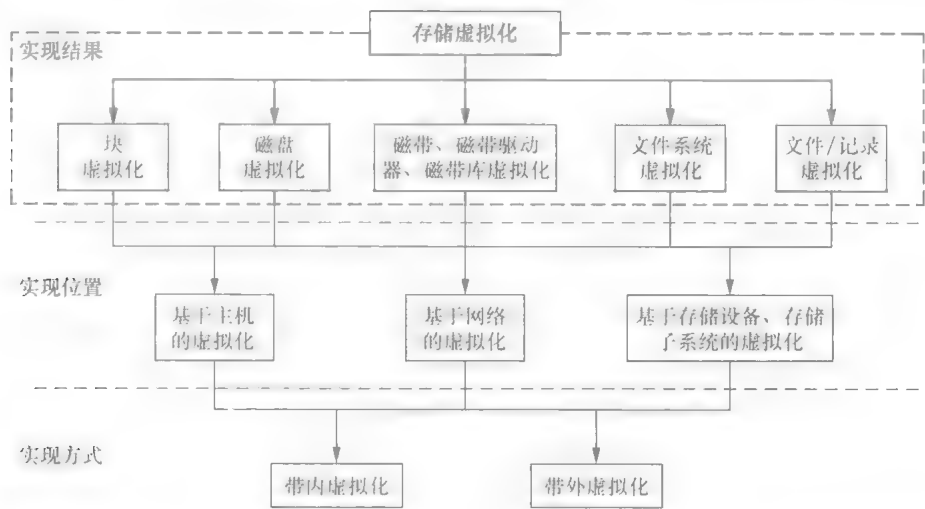 存储虚拟化
实现结果
块
虚拟化
磁盘
虚拟化
磁带、磁带驱动
器、磁带库虚拟化
文件系统
虚拟化
文件/记录
虚拟化
实现位置
基于主机
的虚拟化
基于网络
的虚拟化
基于存储设备、存储
子系统的虚拟化
实现方式
带内虚拟化
带外虚拟化